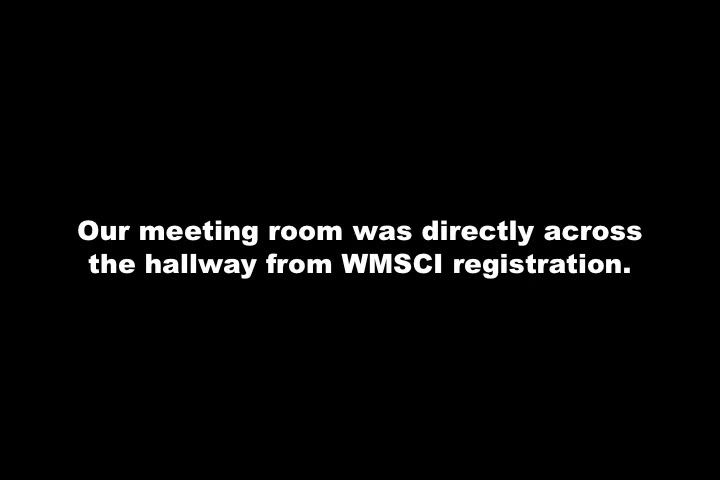 Our meeting room was directly across
the hallway from WMSCI registration.